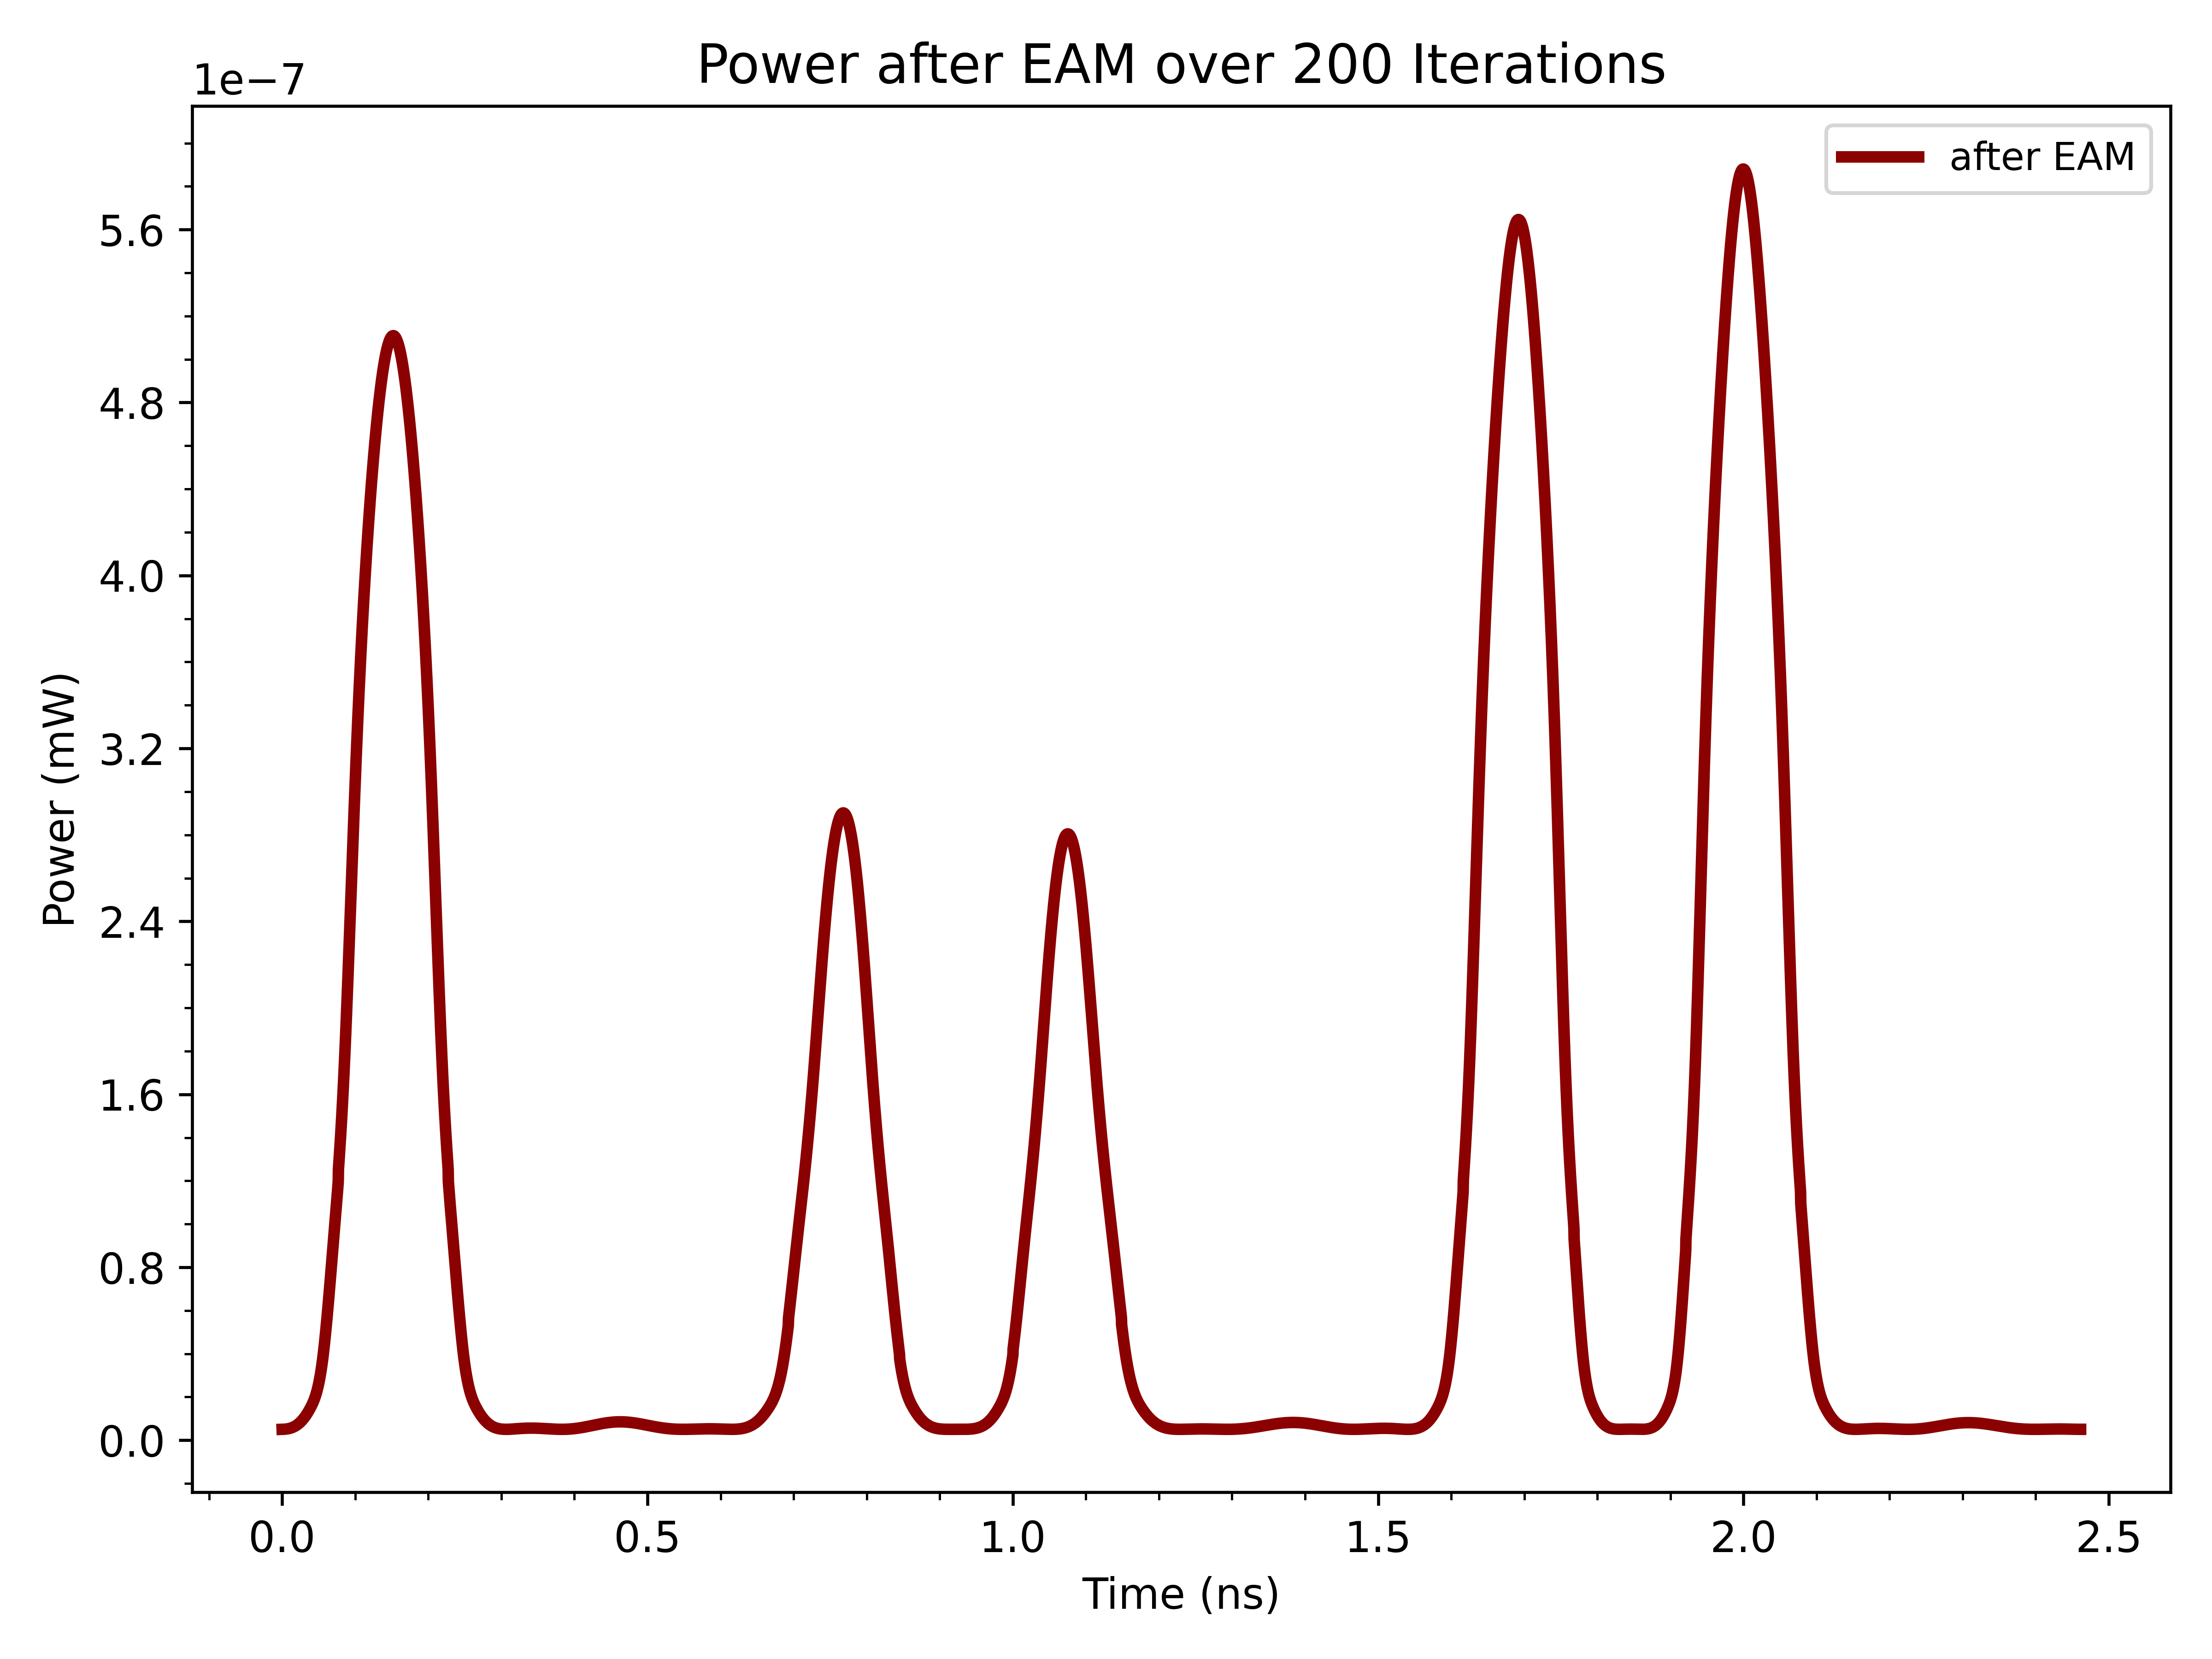 Power after EAM over 200 Iterations
1e−7
after EAM
5.6
4.8
4.0
3.2
2.4
1.6
0.8
0.0
Power (mW)
0.0 0.5 1.0 1.5 2.0 2.5
Time (ns)